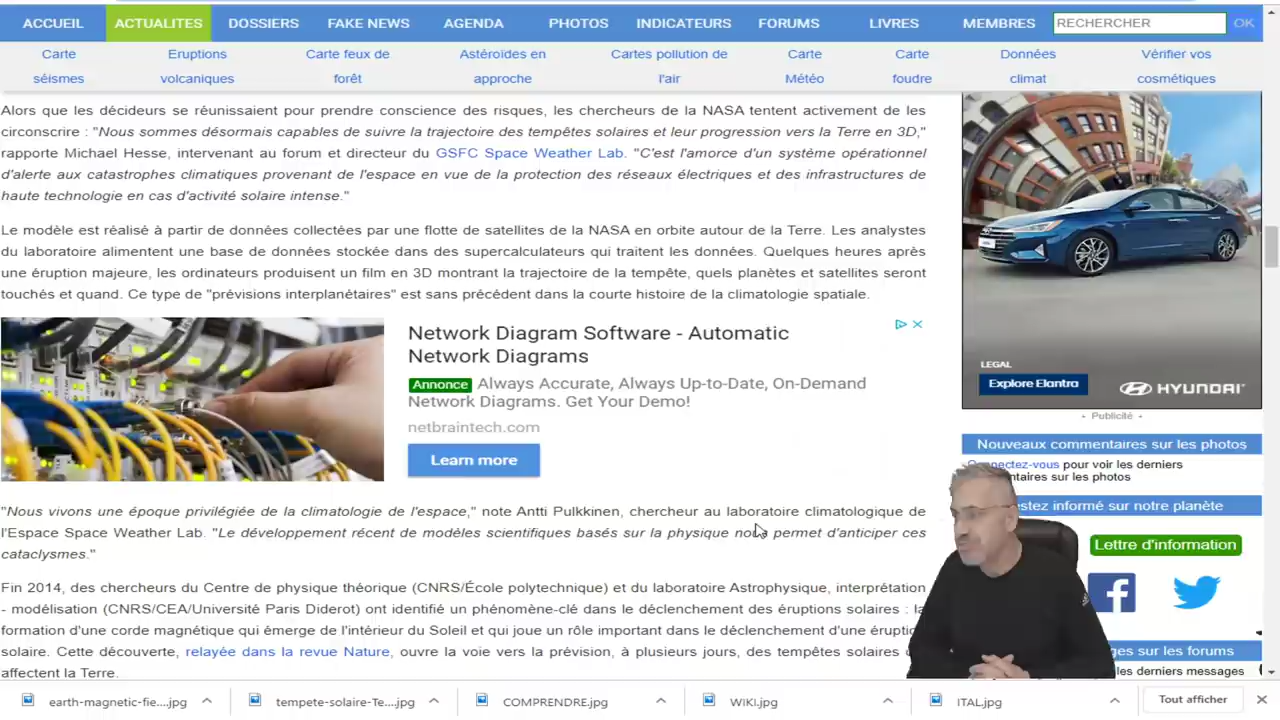 ACCUEIL ACTUALITES DOSSIERS FAKE NEWS AGENDA PHOTOS INDICATEURS FORUMS LIVRES MEMBRES RECHERCHER OK
Carte séismes
Eruptions volcaniques
Carte feux de forêt
Astéroïdes en approche
Cartes pollution de l'air
Carte Météo
Carte foudre
Données climat
Vérifier vos cosmétiques
Alors que les décideurs se réunissaient pour prendre conscience des risques, les chercheurs de la NASA tentent activement de les
circonscrire : "Nous sommes désormais capables de suivre la trajectoire des tempêtes solaires et leur progression vers la Terre en 3D,"
rapporte Michael Hesse, intervenant au forum et directeur du GSFC Space Weather Lab. "C'est l'amorce d'un système opérationnel
d'alerte aux catastrophes climatiques provenant de l'espace en vue de la protection des réseaux électriques et des infrastructures de
haute technologie en cas d'activité solaire intense."
Le modèle est réalisé à partir de données collectées par une flotte de satellites de la NASA en orbite autour de la Terre. Les analystes
du laboratoire alimentent une base de données stockée dans des supercalculateurs qui traitent les données. Quelques heures après
une éruption majeure, les ordinateurs produisent un film en 3D montrant la trajectoire de la tempête, quels planètes et satellites seront
touchés et quand. Ce type de "prévisions interplanétaires" est sans précédent dans la courte histoire de la climatologie spatiale.
Network Diagram Software - Automatic
Network Diagrams
Annonce Always Accurate, Always Up-to-Date, On-Demand
Network Diagrams. Get Your Demo!
netbraintech.com
Learn more
"Nous vivons une époque privilégiée de la climatologie de l'espace," note Antti Pulkkinen, chercheur au laboratoire climatologique de
l'Espace Space Weather Lab. "Le développement récent de modèles scientifiques basés sur la physique nous permet d'anticiper ces
cataclysmes."
Fin 2014, des chercheurs du Centre de physique théorique (CNRS/École polytechnique) et du laboratoire Astrophysique, interprétation
- modélisation (CNRS/CEA/Université Paris Diderot) ont identifié un phénomène-clé dans le déclenchement des éruptions solaires : la
formation d'une corde magnétique qui émerge de l'intérieur du Soleil et qui joue un rôle important dans le déclenchement d'une éruption
solaire. Cette découverte, relayée dans la revue Nature, ouvre la voie vers la prévision, à plusieurs jours, des tempêtes solaires
affectent la Terre.
LEGAL
Explore Elantra
HYUNDAI
- Publicité -
Nouveaux commentaires sur les photos
Connectez-vous pour voir les derniers
commentaires sur les photos
informé sur notre planète
Lettre d'information
sur les forums
les derniers messages
earth-magnetic-fie....jpg
tempete-solaire-Te....jpg
COMPRENDRE.jpg
WIKI.jpg
ITAL.jpg
Tout afficher